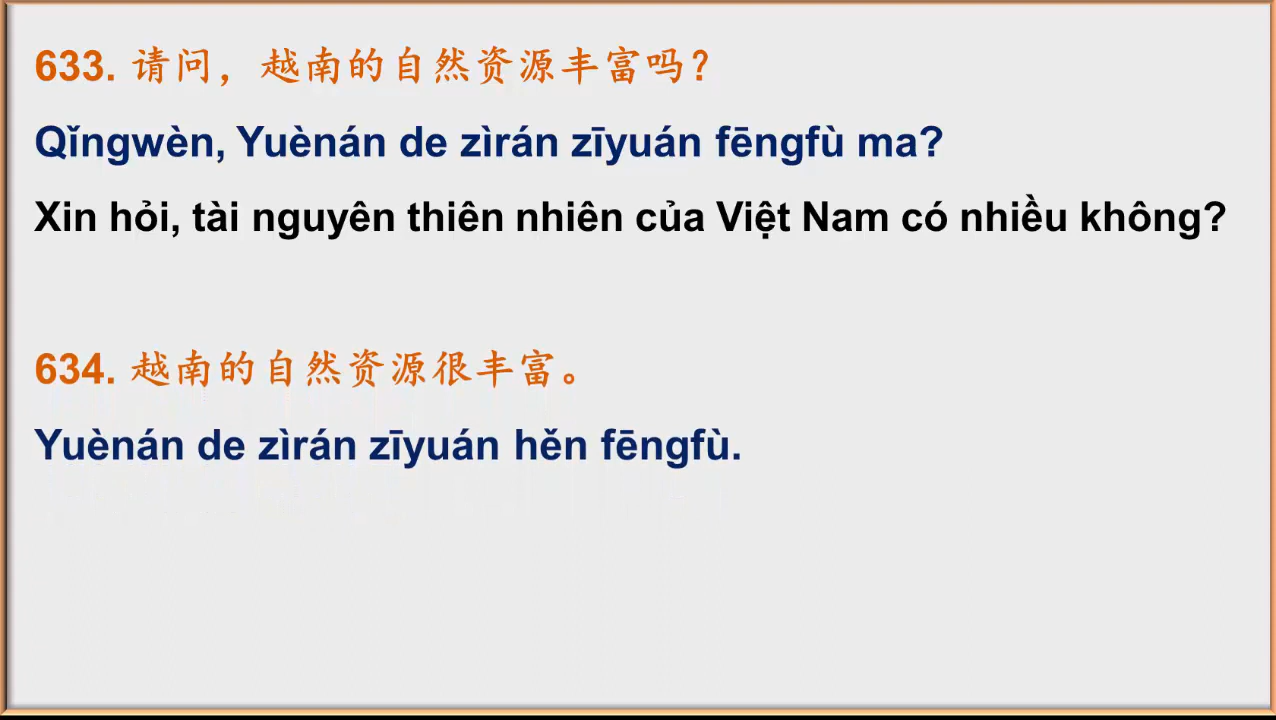 633. 请问，越南的自然资源丰富吗？
Qǐngwèn, Yuènán de zìrán zīyuán fēngfù ma?
Xin hỏi, tài nguyên thiên nhiên của Việt Nam có nhiều không?
634. 越南的自然资源很丰富。
Yuènán de zìrán zīyuán hěn fēngfù.